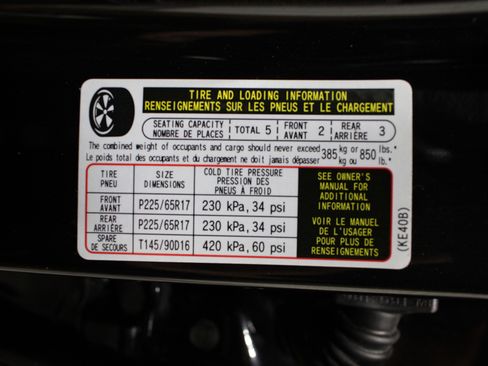 TIRE AND LOADING INFORMATION
RENSEIGNEMENTS SUR LES PNEUS ET LE CHARGEMENT
SEATING CAPACITY
NOMBRE DE PLACES
TOTAL 5
FRONT
AVANT
2
REAR
ARRIÈRE
3
The combined weight of occupants and cargo should never exceed 385 kg or 850 lbs.
Le poids total des occupants et du chargement ne doit jamais dépasser kg ou lb.
TIRE
PNEU
SIZE
DIMENSIONS
COLD TIRE PRESSURE
PRESSION DES
PNEUS A FROID
FRONT
AVANT
P225/65R17
230 kPa, 34 psi
REAR
ARRIÈRE
P225/65R17
230 kPa, 34 psi
SPARE
DE SECOURS
T145/90D16
420 kPa, 60 psi
SEE OWNER'S
MANUAL FOR
ADDITIONAL
INFORMATION
VOIR LE MANUEL
DE L'USAGER
POUR PLUS DE
RENSEIGNEMENTS
(KE40B)